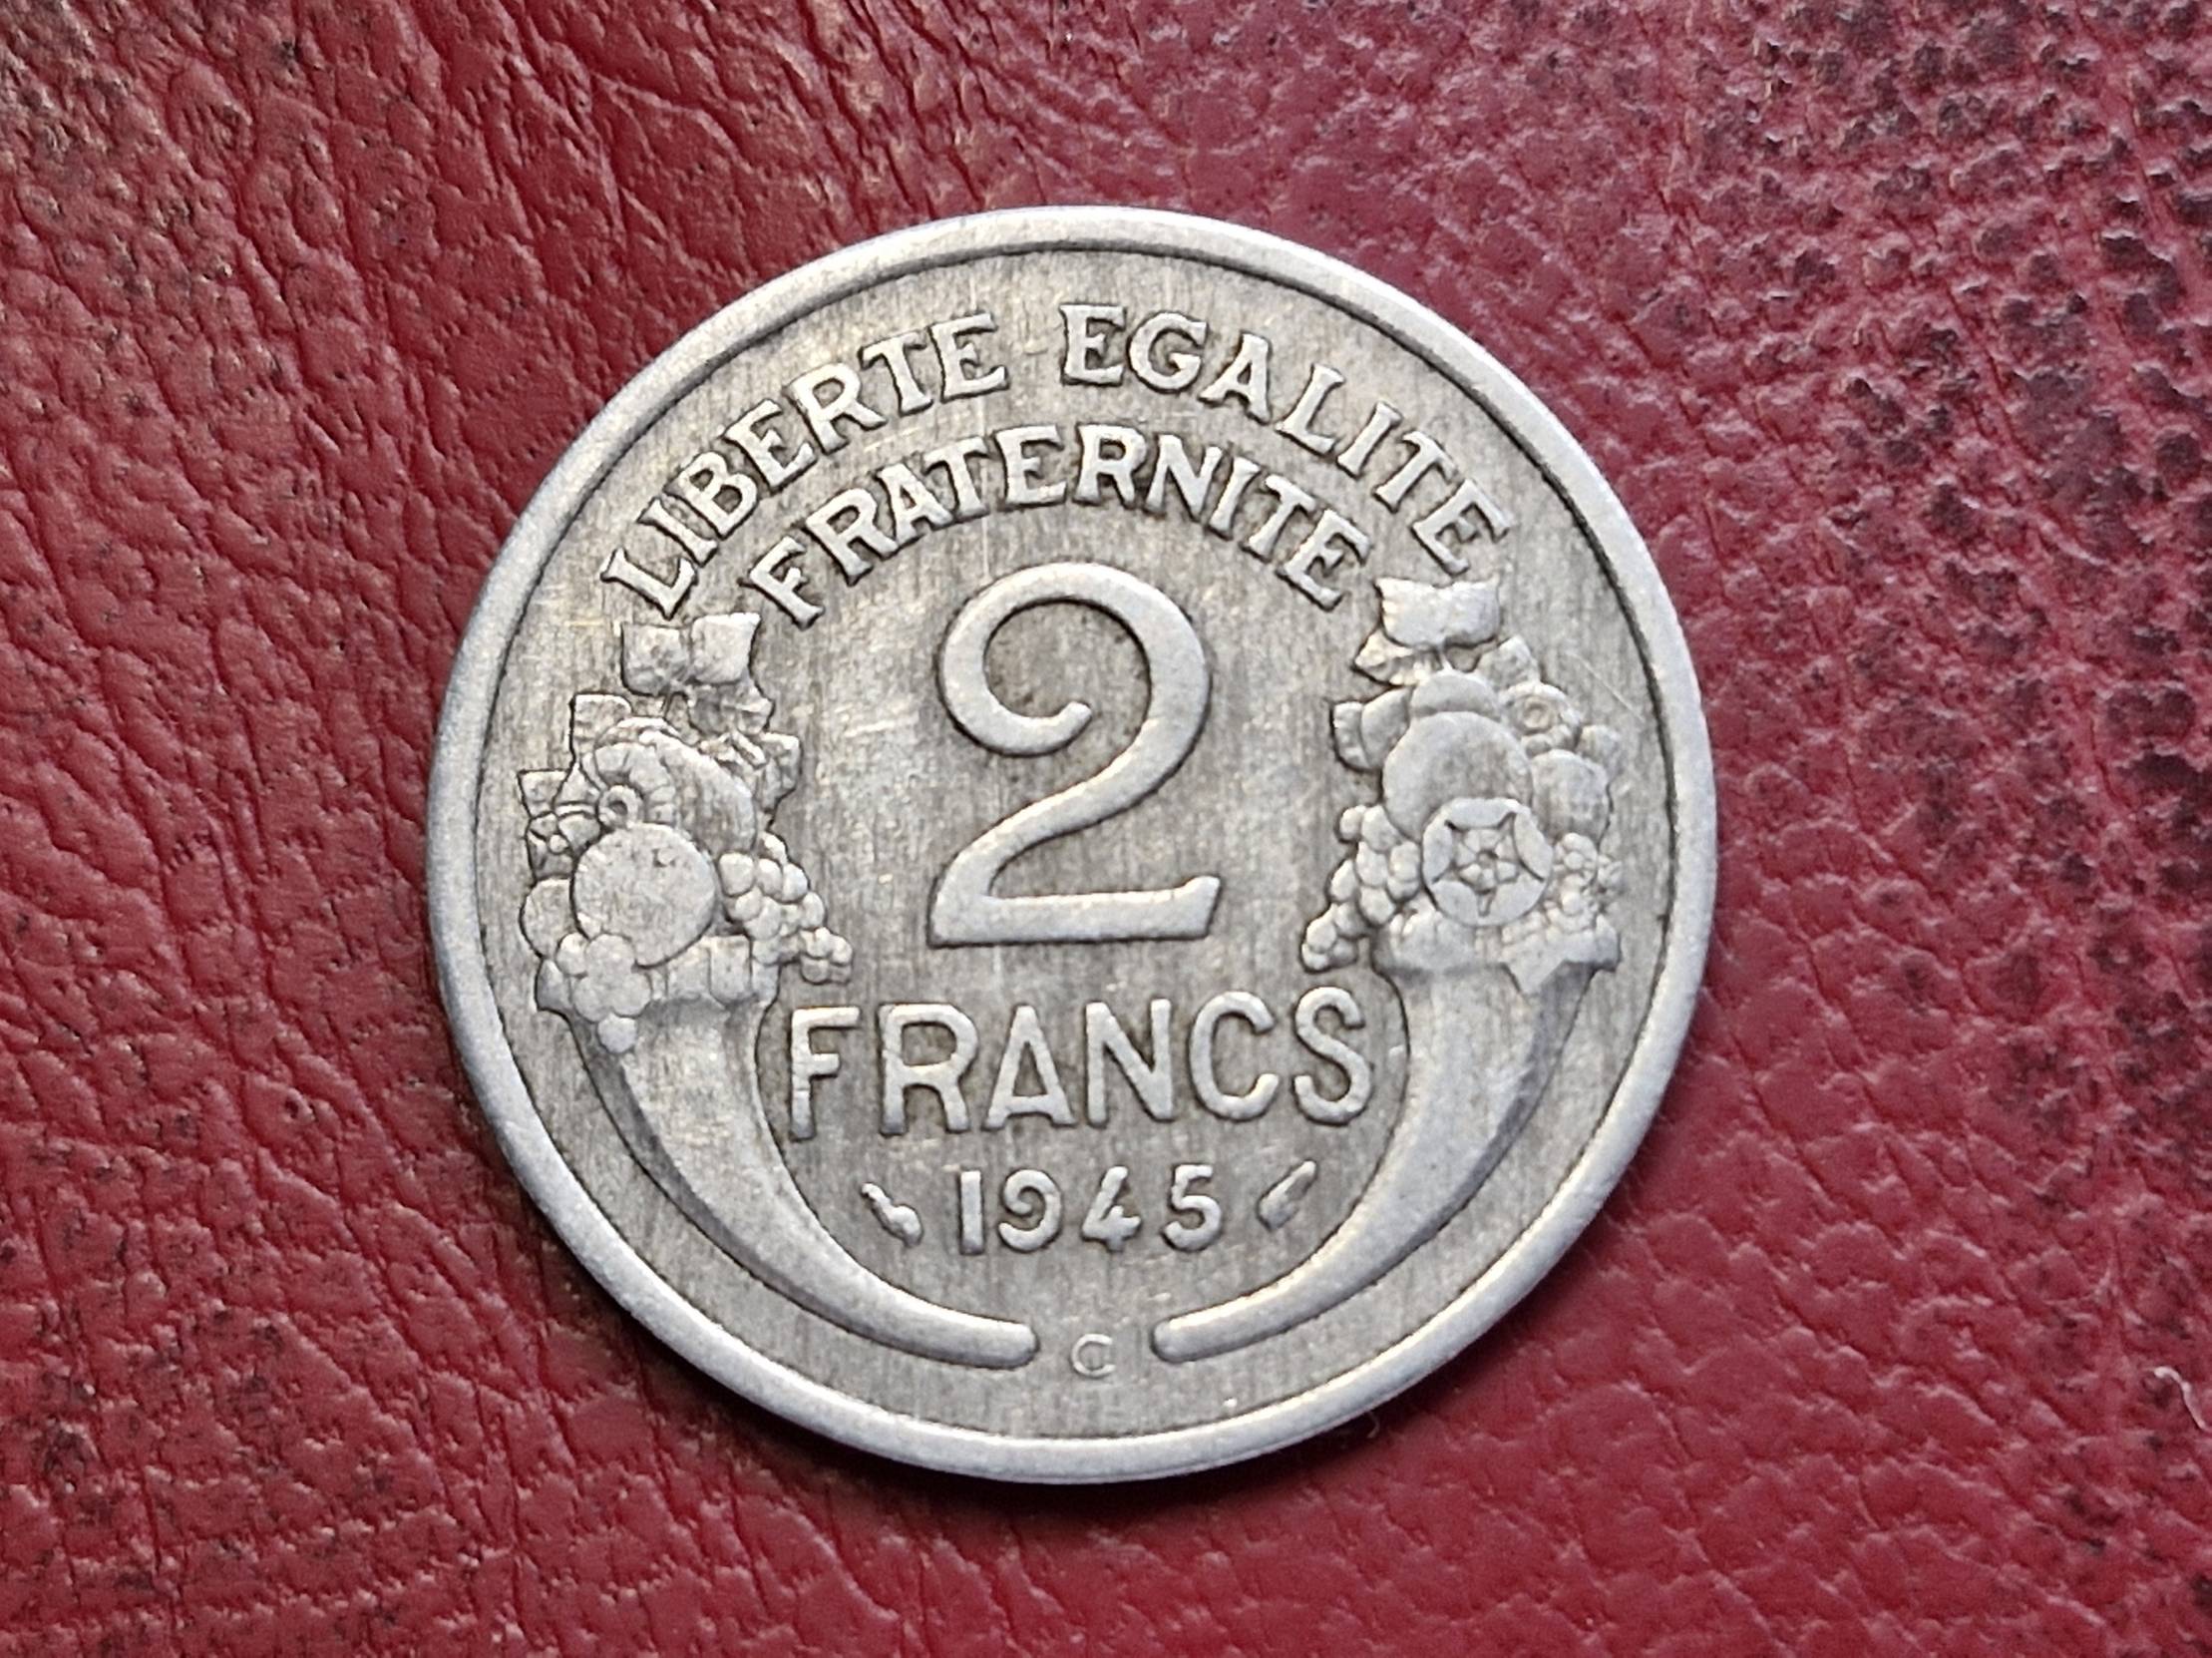 LIBERTE EGALITE
FRATERNITE
2
FRANCS
1945
C